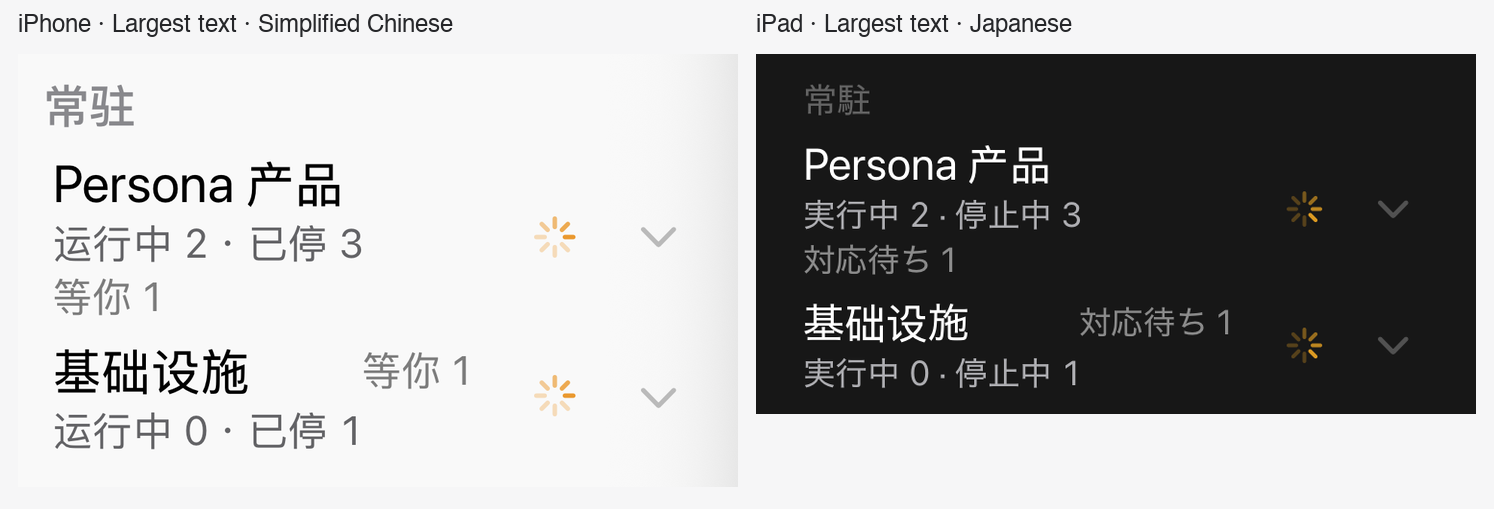 iPhone · Largest text · Simplified Chinese
常驻
Persona 产品
运行中 2 · 已停 3
等你 1
基础设施 等你 1
运行中 0 · 已停 1
iPad · Largest text · Japanese
常駐
Persona 产品
実行中 2 · 停止中 3
対応待ち 1
基础设施 対応待ち 1
実行中 0 · 停止中 1